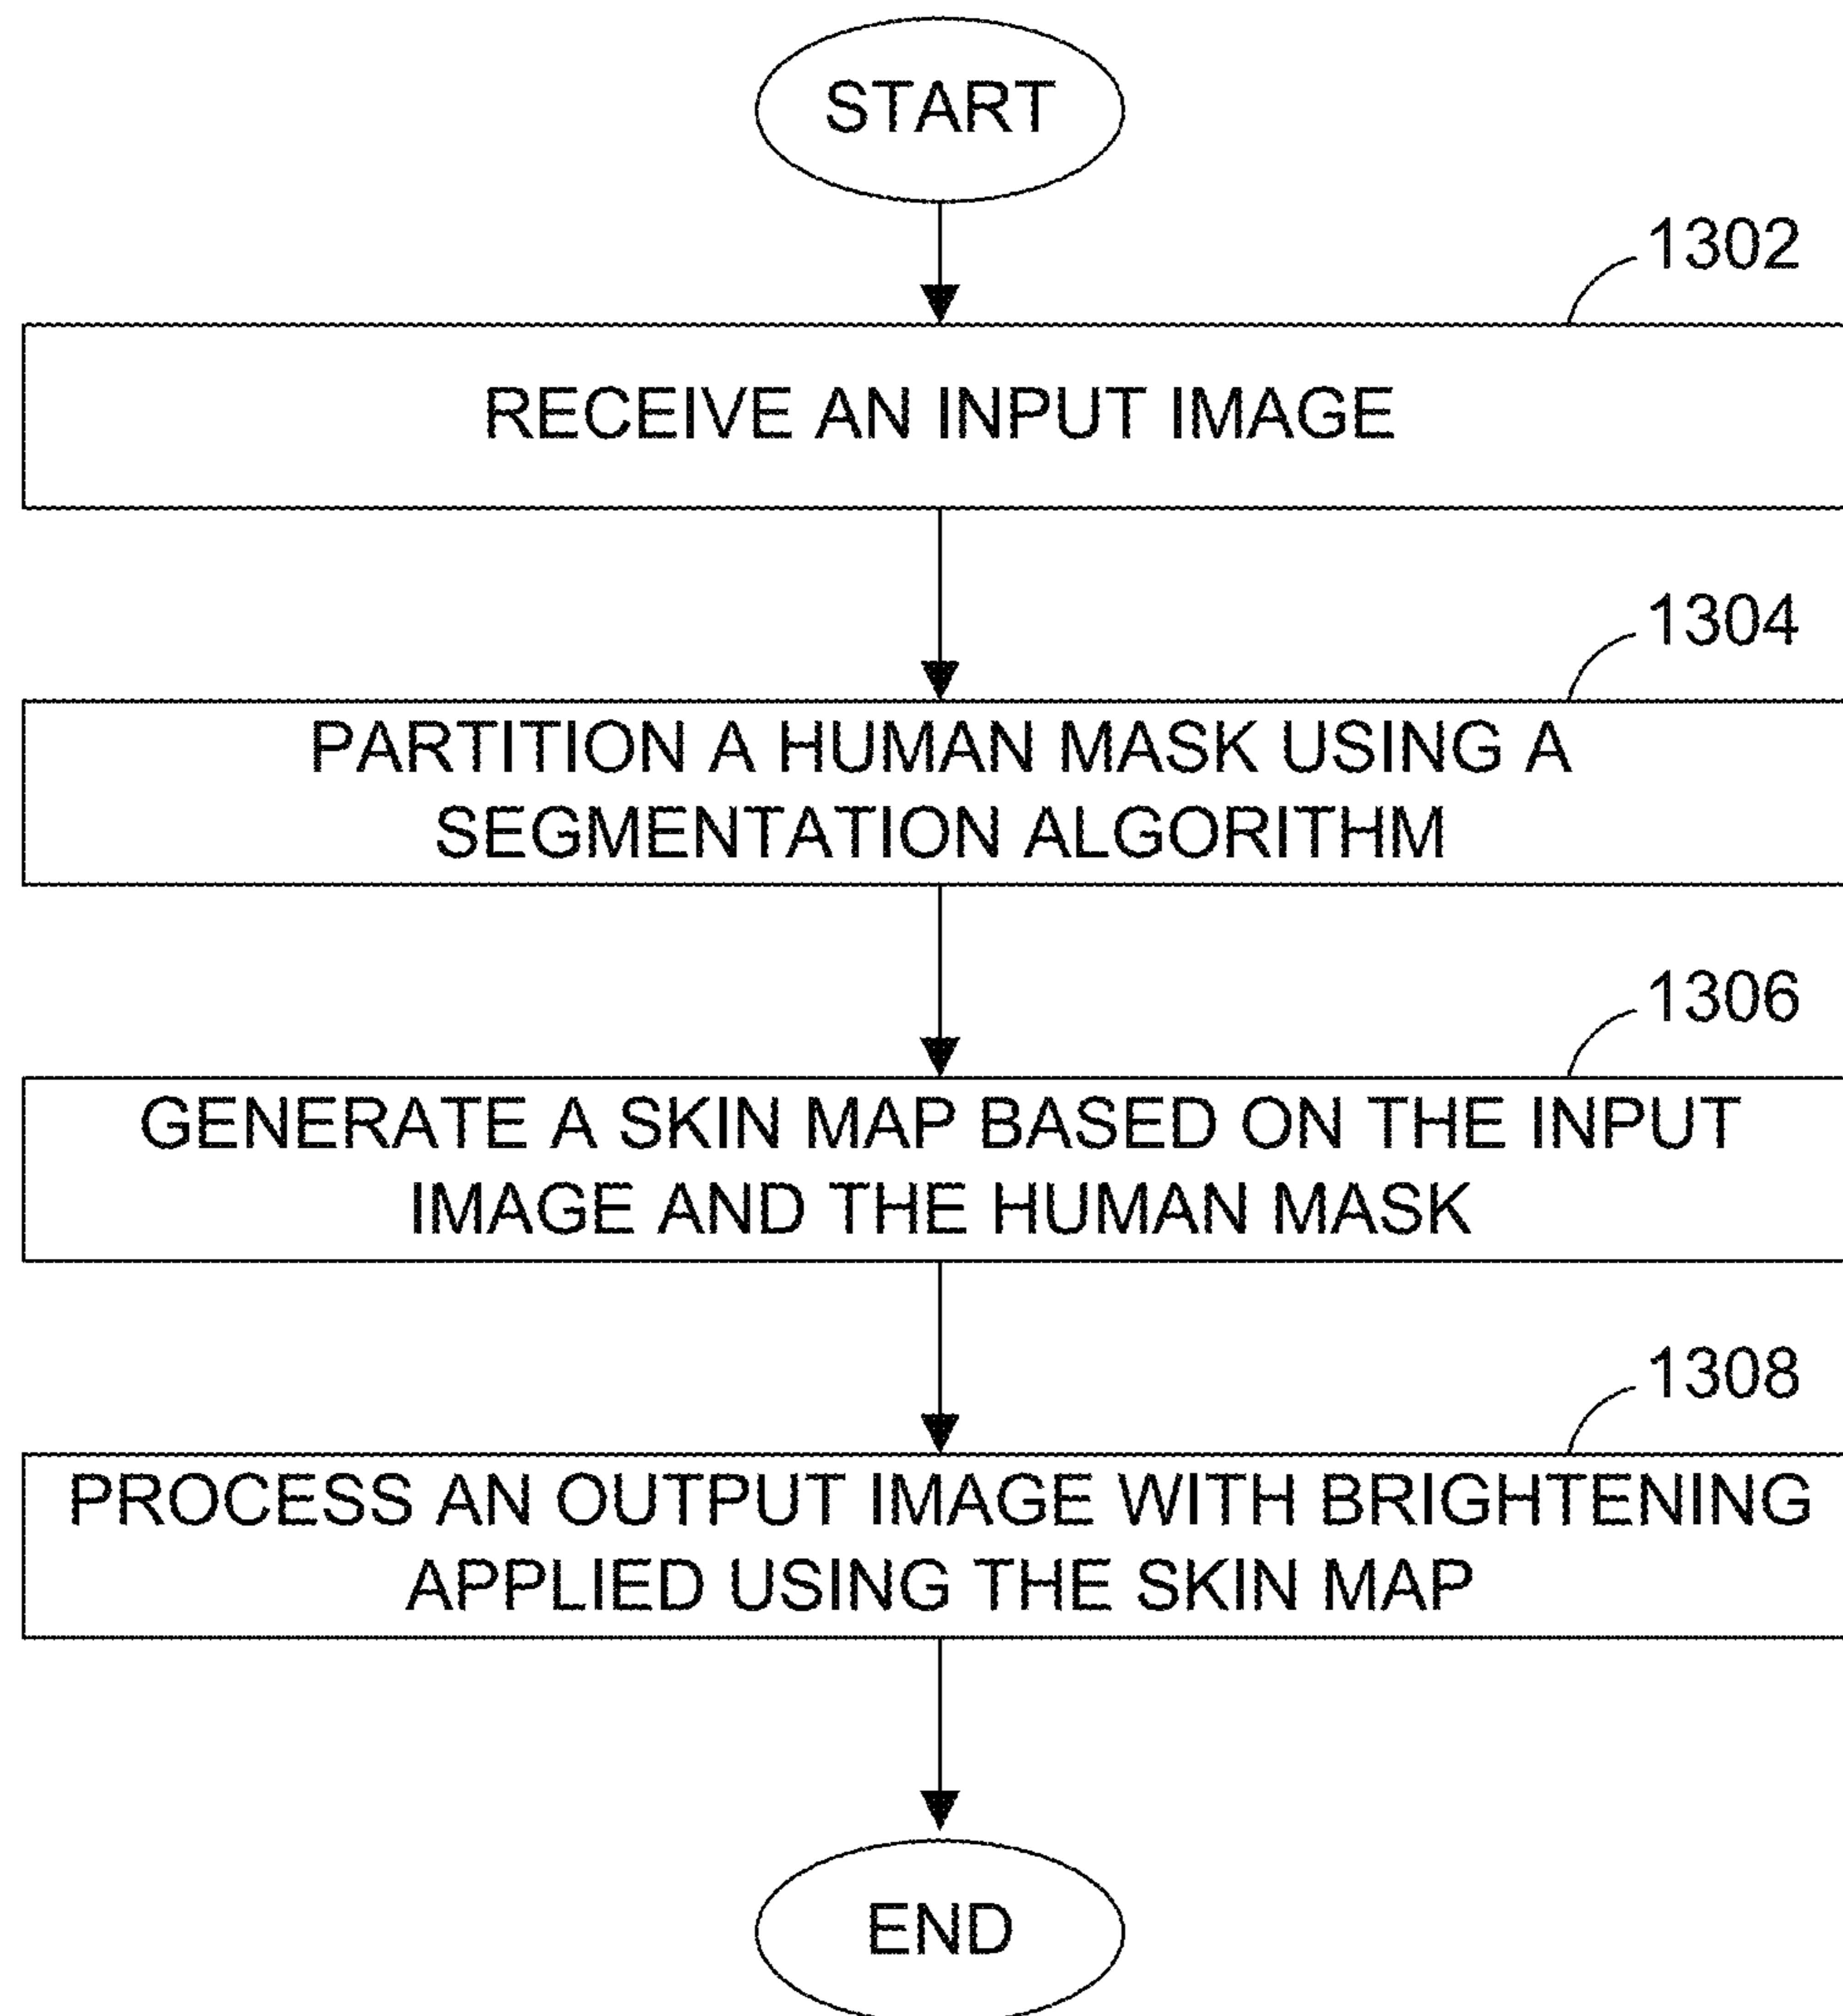 START
1302
RECEIVE AN INPUT IMAGE
1304
PARTITION A HUMAN MASK USING A
SEGMENTATION ALGORITHM
1306
GENERATE A SKIN MAP BASED ON THE INPUT
IMAGE AND THE HUMAN MASK
1308
PROCESS AN OUTPUT IMAGE WITH BRIGHTENING
APPLIED USING THE SKIN MAP
END